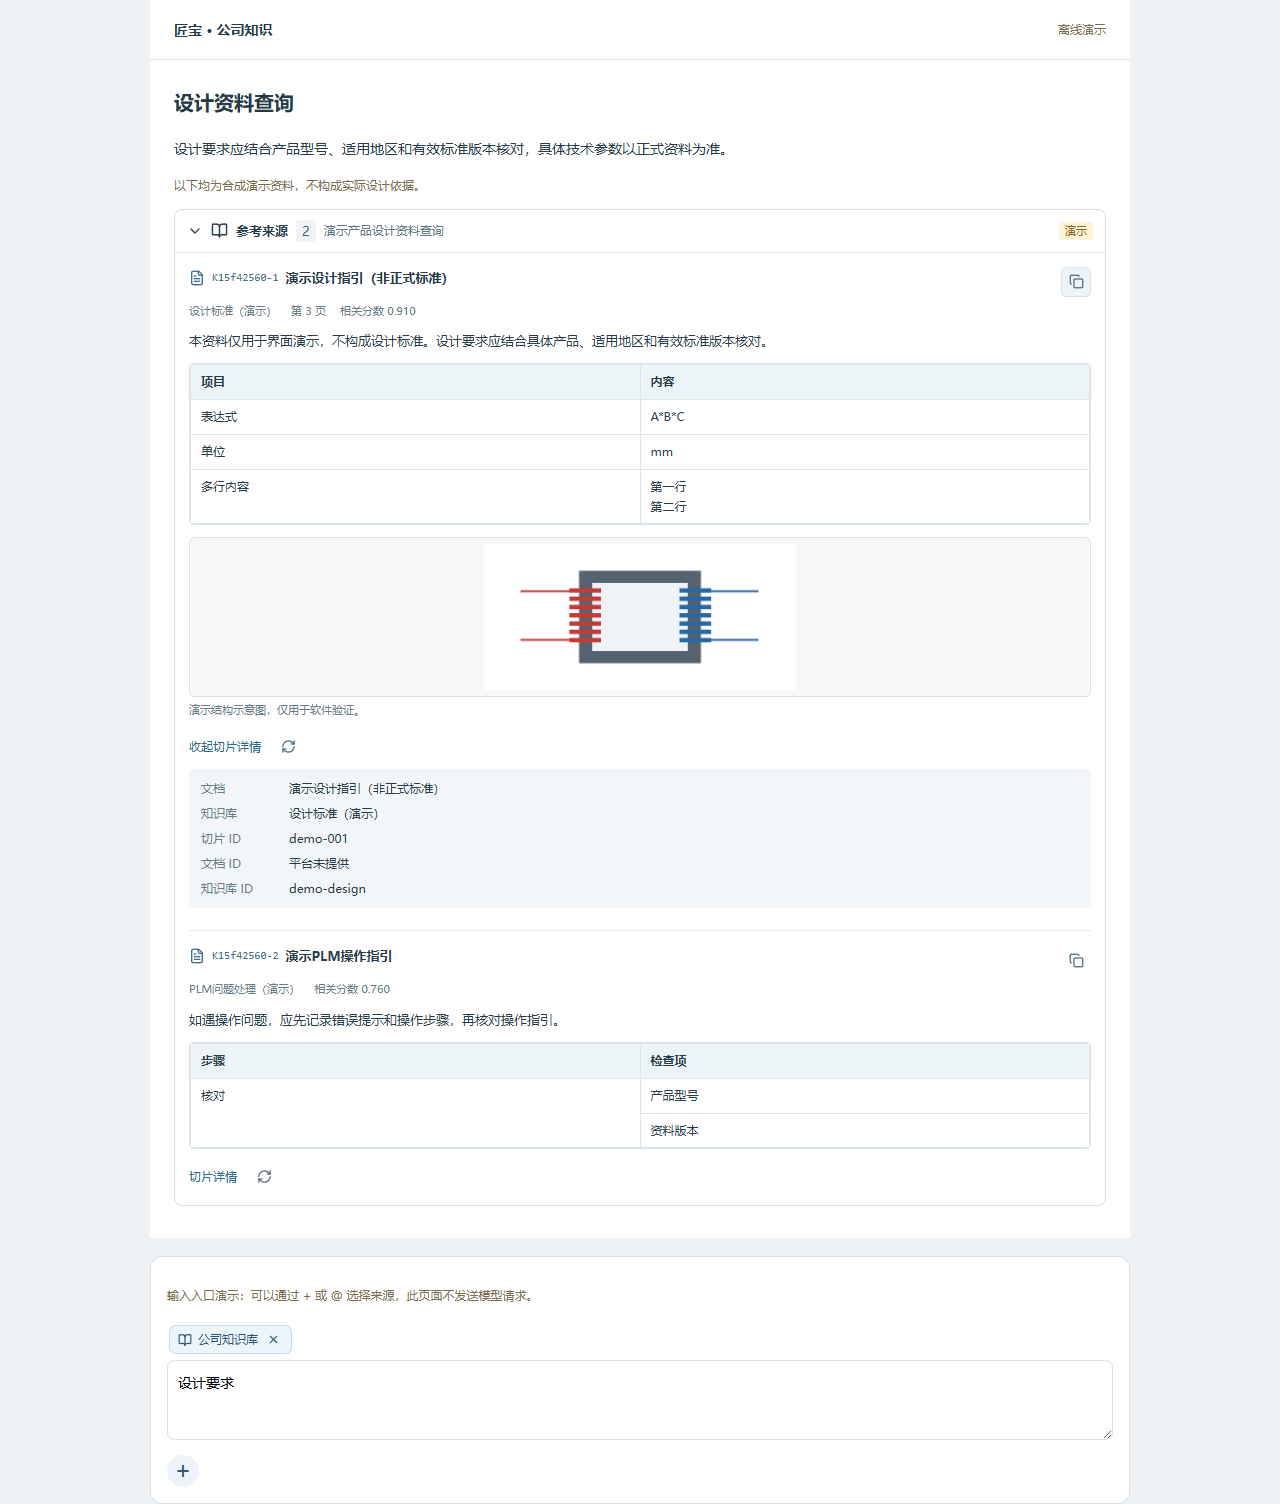 匠宝 • 公司知识
离线演示
设计资料查询
设计要求应结合产品型号、适用地区和有效标准版本核对，具体技术参数以正式资料为准。
以下均为合成演示资料，不构成实际设计依据。
参考来源 2 演示产品设计资料查询
演示
K15f42560-1 演示设计指引（非正式标准）
设计标准（演示） 第 3 页 相关分数 0.910
本资料仅用于界面演示，不构成设计标准。设计要求应结合具体产品、适用地区和有效标准版本核对。
项目 内容
表达式 A*B*C
单位 mm
多行内容 第一行
第二行
演示结构示意图，仅用于软件验证。
收起切片详情
文档 演示设计指引（非正式标准）
知识库 设计标准（演示）
切片 ID demo-001
文档 ID 平台未提供
知识库 ID demo-design
K15f42560-2 演示PLM操作指引
PLM问题处理（演示） 相关分数 0.760
如遇操作问题，应先记录错误提示和操作步骤，再核对操作指引。
步骤 检查项
核对 产品型号
资料版本
切片详情
输入入口演示：可以通过 + 或 @ 选择来源，此页面不发送模型请求。
公司知识库
设计要求